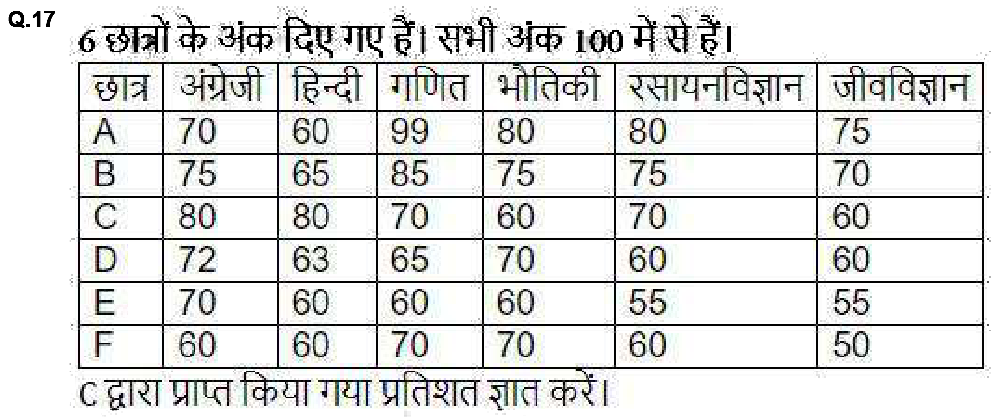 Q.17
6 छात्रों के अंक दिए गए हैं। सभी अंक 100 में से हैं।
छात्र अंग्रेजी हिन्दी गणित भौतिकी रसायनविज्ञान जीवविज्ञान
A 70 60 99 80 80 75
B 75 65 85 75 75 70
C 80 80 70 60 70 60
D 72 63 65 70 60 60
E 70 60 60 60 55 55
F 60 60 70 70 60 50
C द्वारा प्राप्त किया गया प्रतिशत ज्ञात करें।